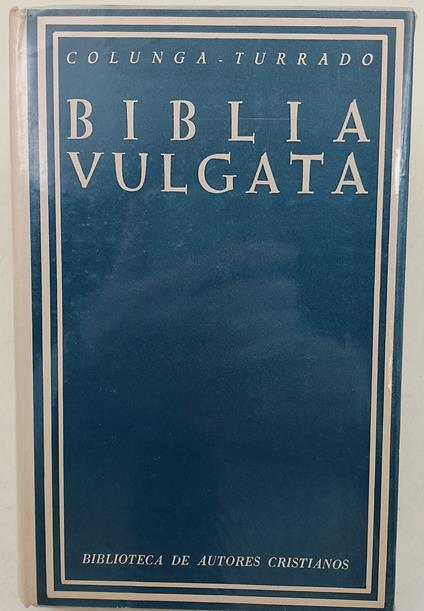 COLUNGA - TURRADO
BIBLIA
VULGATA
BIBLIOTECA DE AUTORES CRISTIANOS